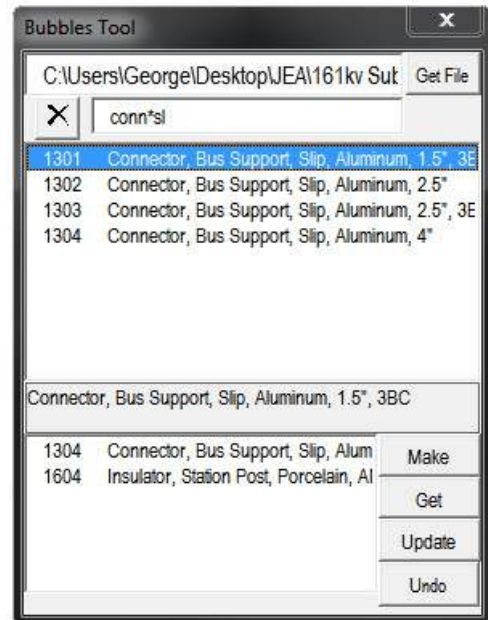 Bubbles Tool
X
C:\Users\George\Desktop\JEA\161kv Sub
Get File
X
conn*sl
1301 Connector, Bus Support, Slip, Aluminum, 1.5", 3B
1302 Connector, Bus Support, Slip, Aluminum, 2.5"
1303 Connector, Bus Support, Slip, Aluminum, 2.5", 3B
1304 Connector, Bus Support, Slip, Aluminum, 4"
Connector, Bus Support, Slip, Aluminum, 1.5", 3BC
1304 Connector, Bus Support, Slip, Alum
1604 Insulator, Station Post, Porcelain, Al
Make
Get
Update
Undo